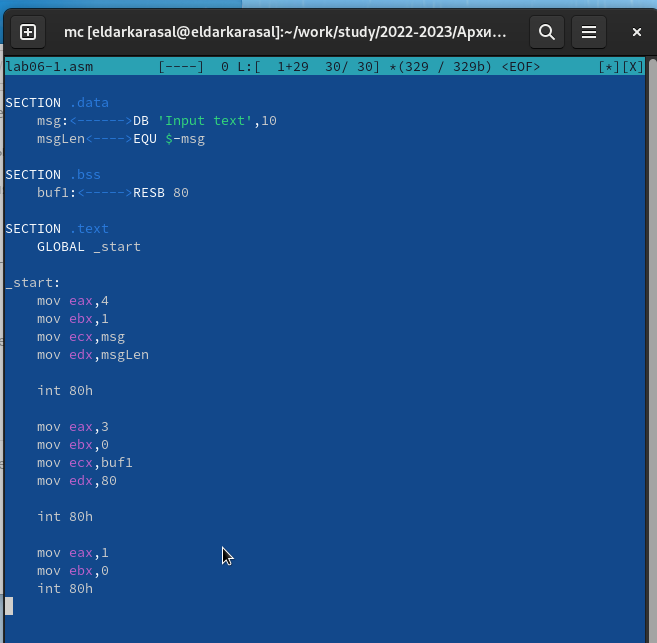 mc [eldarkarasal@eldarkarasal]:~/work/study/2022-2023/Архи...
lab06-1.asm [----] 0 L:[ 1+29 30/ 30] *(329 / 329b) <EOF> [*][X]
SECTION .data
msg:<------>DB 'Input text',10
msgLen<---->EQU $-msg
SECTION .bss
buf1:<----->RESB 80
SECTION .text
GLOBAL _start
_start:
mov eax,4
mov ebx,1
mov ecx,msg
mov edx,msgLen
int 80h
mov eax,3
mov ebx,0
mov ecx,buf1
mov edx,80
int 80h
mov eax,1
mov ebx,0
int 80h